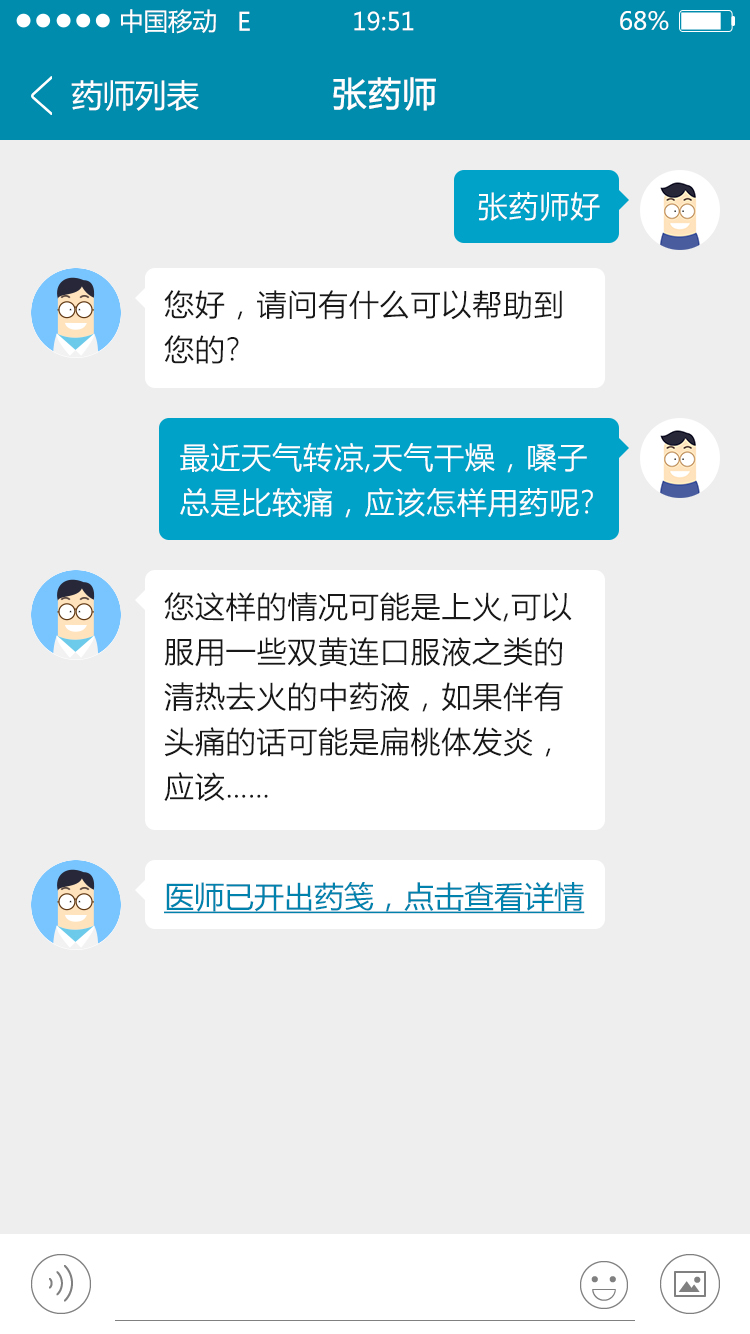 中国移动 E 19:51 68%
药师列表 张药师
张药师好
您好，请问有什么可以帮助到
您的?
最近天气转凉,天气干燥，嗓子
总是比较痛，应该怎样用药呢?
您这样的情况可能是上火,可以
服用一些双黄连口服液之类的
清热去火的中药液，如果伴有
头痛的话可能是扁桃体发炎，
应该......
医师已开出药笺，点击查看详情